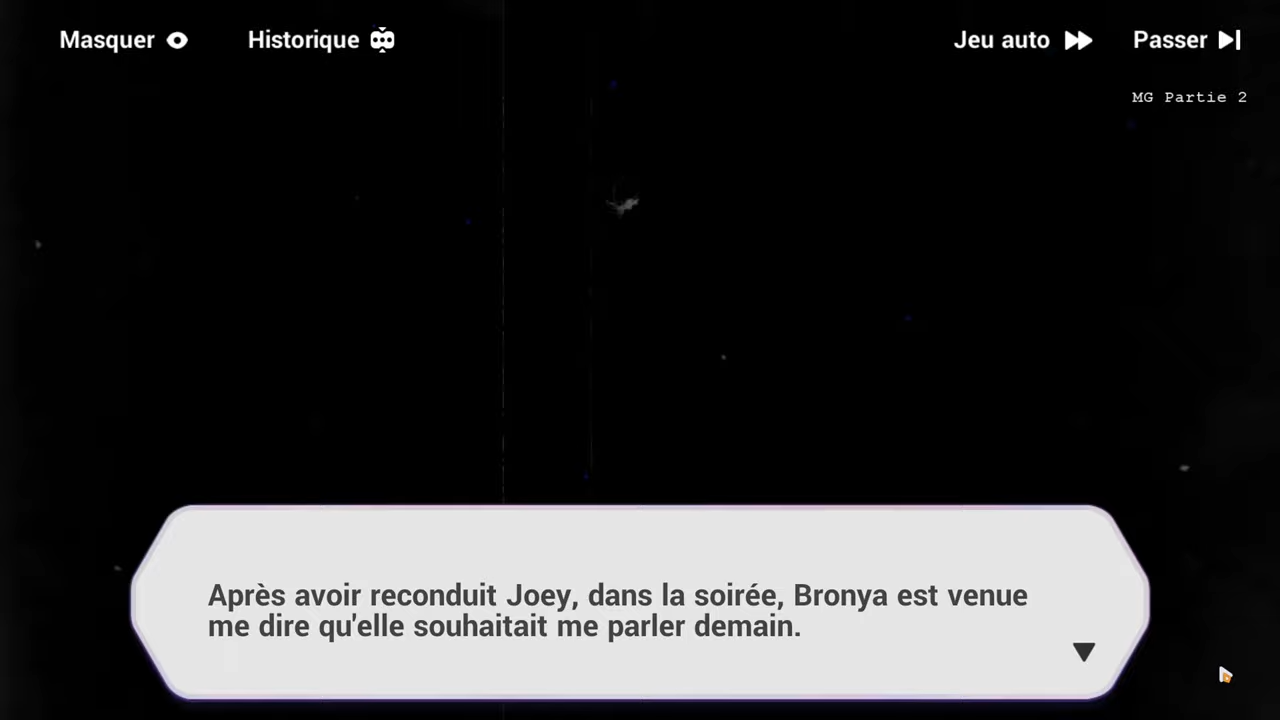 Masquer
Historique
Jeu auto
Passer
MG Partie 2
Après avoir reconduit Joey, dans la soirée, Bronya est venue
me dire qu'elle souhaitait me parler demain.